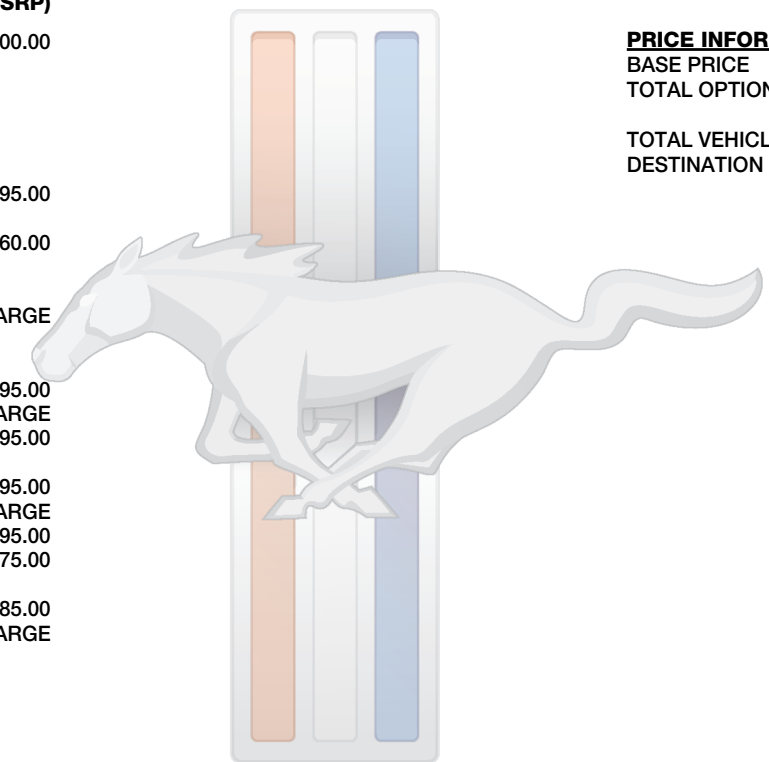 SRP)
00.00
95.00
60.00
ARGE
95.00
ARGE
95.00
95.00
ARGE
95.00
75.00
85.00
ARGE
PRICE INFOR
BASE PRICE
TOTAL OPTION
TOTAL VEHICL
DESTINATION